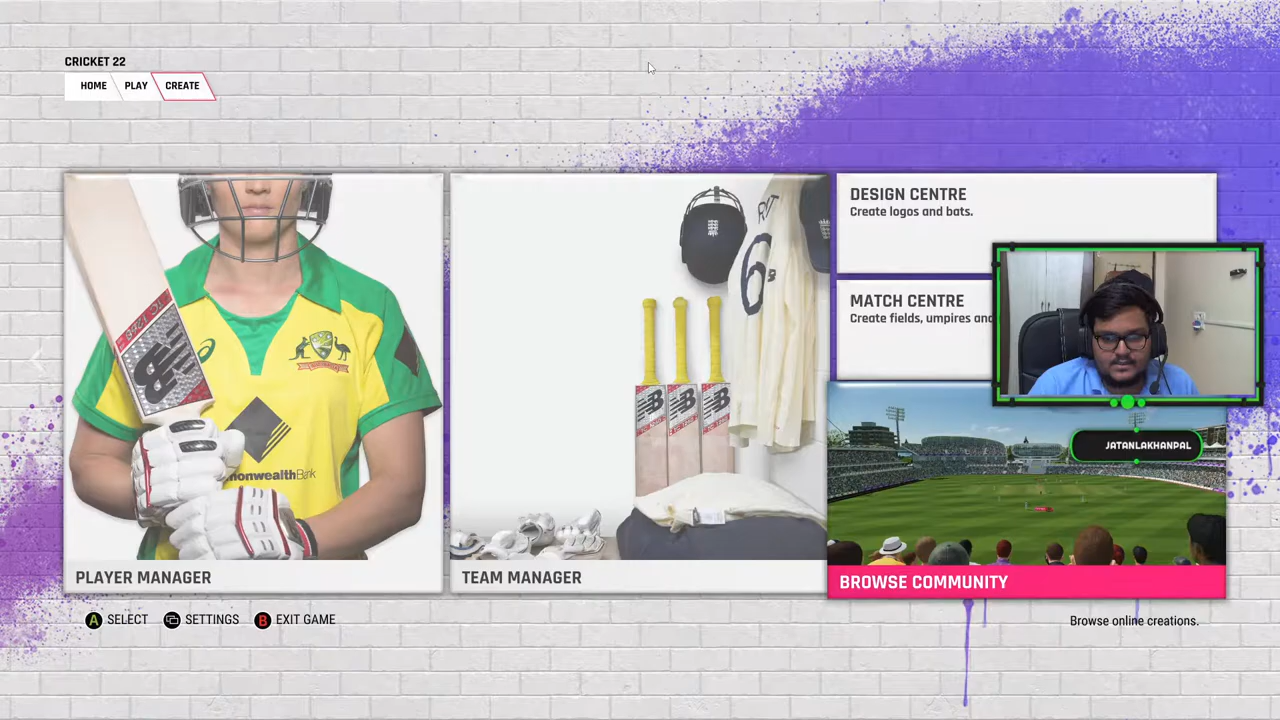 CRICKET 22
HOME PLAY CREATE
DESIGN CENTRE
Create logos and bats.
MATCH CENTRE
Create fields, umpires and
JATANLAKHANPAL
6
PLAYER MANAGER
TEAM MANAGER
BROWSE COMMUNITY
A SELECT SETTINGS B EXIT GAME
Browse online creations.